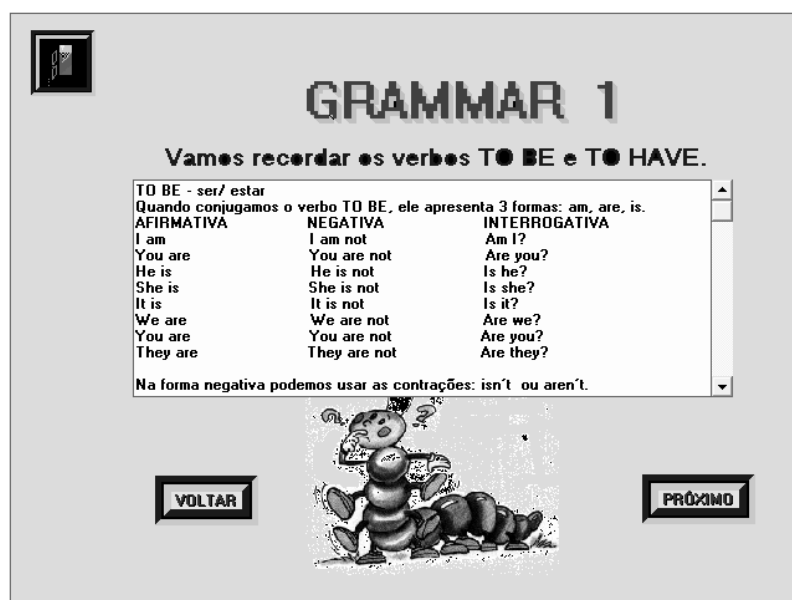 GRAMMAR 1
Vamos recordar os verbos TO BE e TO HAVE.
TO BE - ser/ estar
Quando conjugamos o verbo TO BE, ele apresenta 3 formas: am, are, is.
AFIRMATIVA NEGATIVA INTERROGATIVA
I am I am not Am I?
You are You are not Are you?
He is He is not Is he?
She is She is not Is she?
It is It is not Is it?
We are We are not Are we?
You are You are not Are you?
They are They are not Are they?
Na forma negativa podemos usar as contrações: isn´t ou aren´t.
? ?
VOLTAR PRÓXIMO